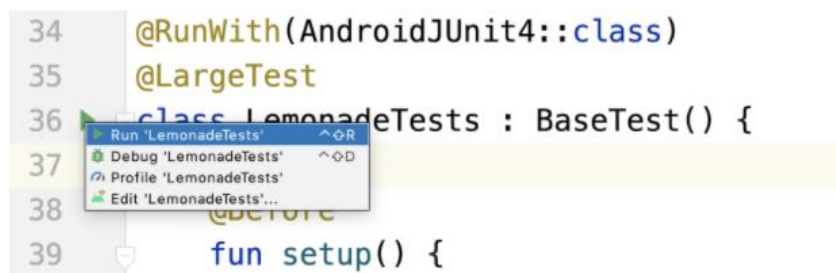 34 @RunWith(AndroidJUnit4::class)
35 @LargeTest
36 class LemonadeTests : BaseTest() {
Run 'LemonadeTests' ^⇧R
37 Debug 'LemonadeTests' ^⇧D
Profile 'LemonadeTests'
Edit 'LemonadeTests'...
38 @Before
39 fun setup() {